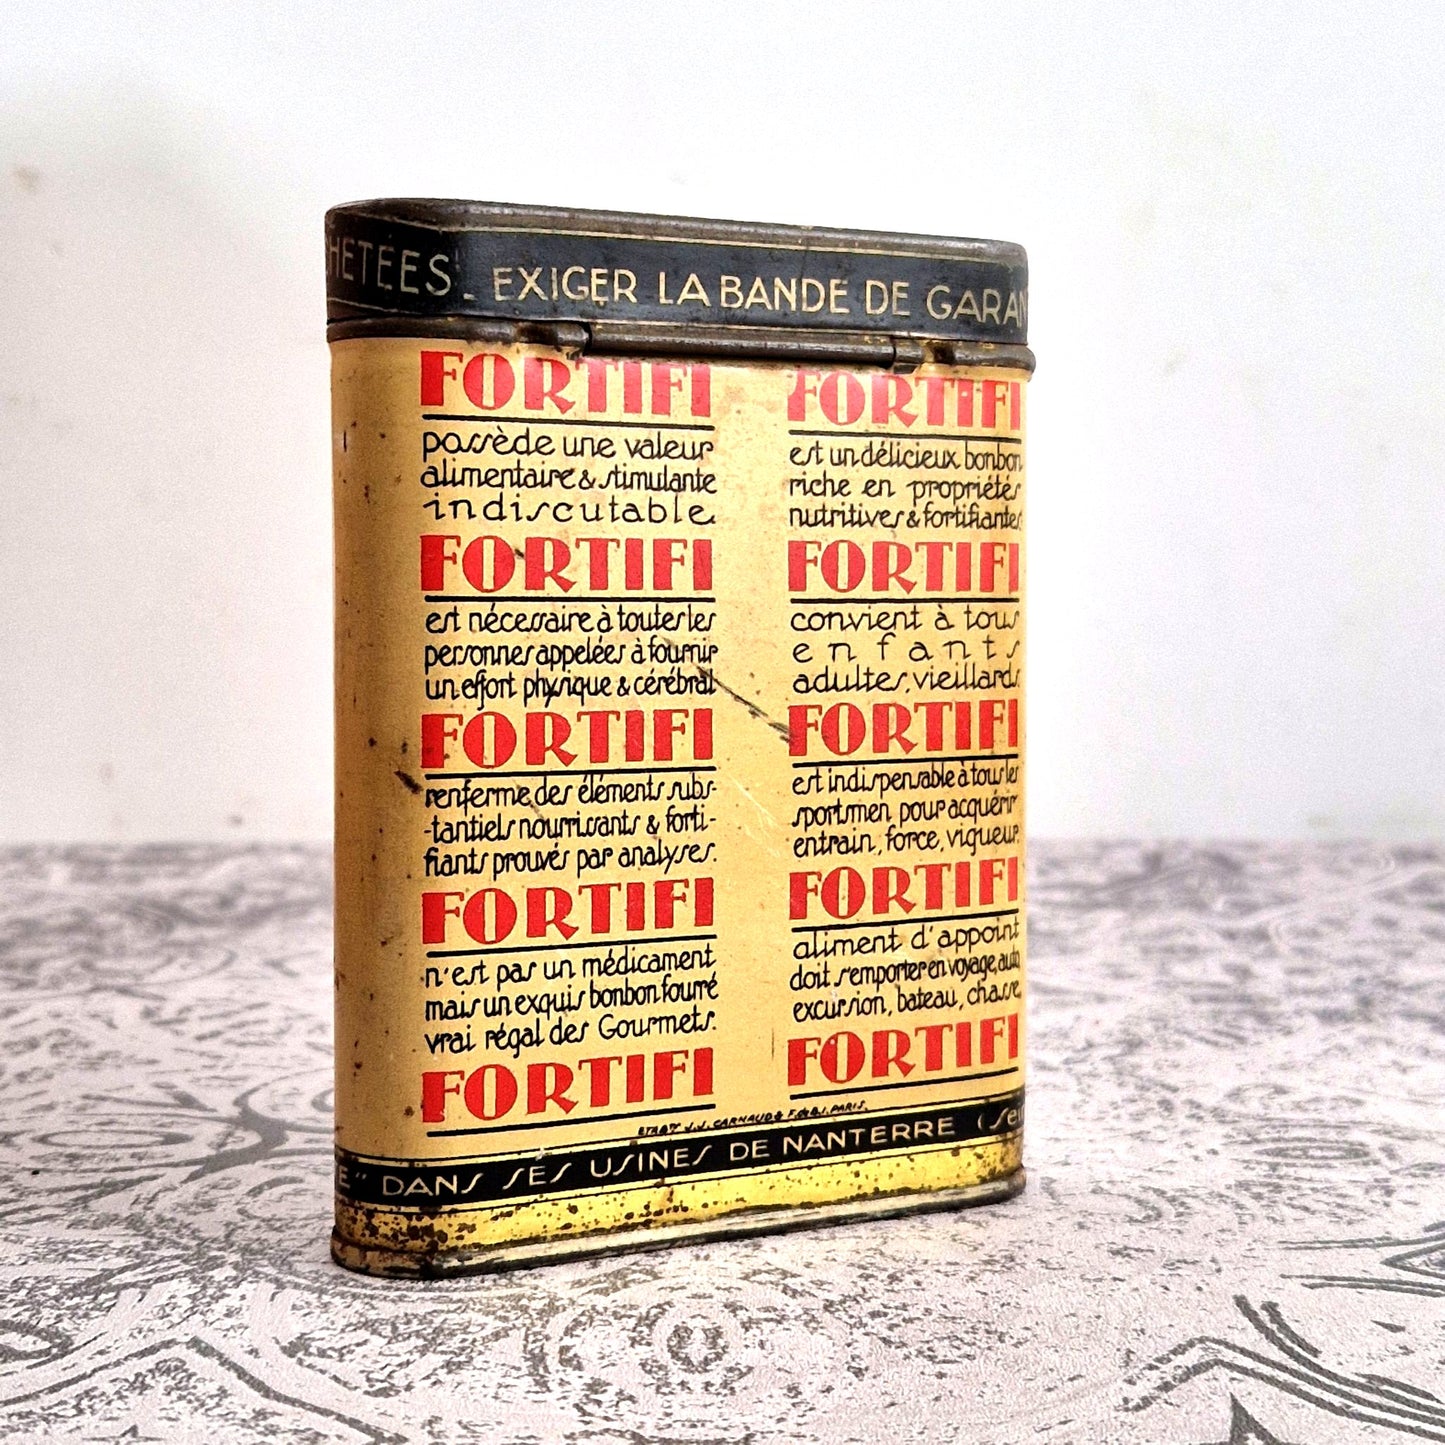 HETÉES _ EXIGER LA BANDE DE GARAN
FORTIFI
possède une valeur
alimentaire & stimulante
indiscutable.
FORTIFI
est nécessaire à toutes les
personnes appelées à fournir
un effort physique & cérébral
FORTIFI
renferme des éléments subs-
-tantiels nourrissants & forti-
fiants prouvés par analyses.
FORTIFI
n'est pas un médicament
mais un exquis bonbon fourré
vrai régal des Gourmets.
FORTIFI
FORTIFI
est un délicieux bonbon
riche en propriétés
nutritives & fortifiantes
FORTIFI
convient à tous
enfants
adultes, vieillards
FORTIFI
est indispensable à tous les
sportsmen pour acquérir
entrain, force, vigueur.
FORTIFI
aliment d'appoint
doit s'emporter en voyage, auto
excursion, bateau, chasse,
FORTIFI
J.J. CARNAUD & F. PARIS.
E" DANS SES USINES DE NANTERRE (Sei